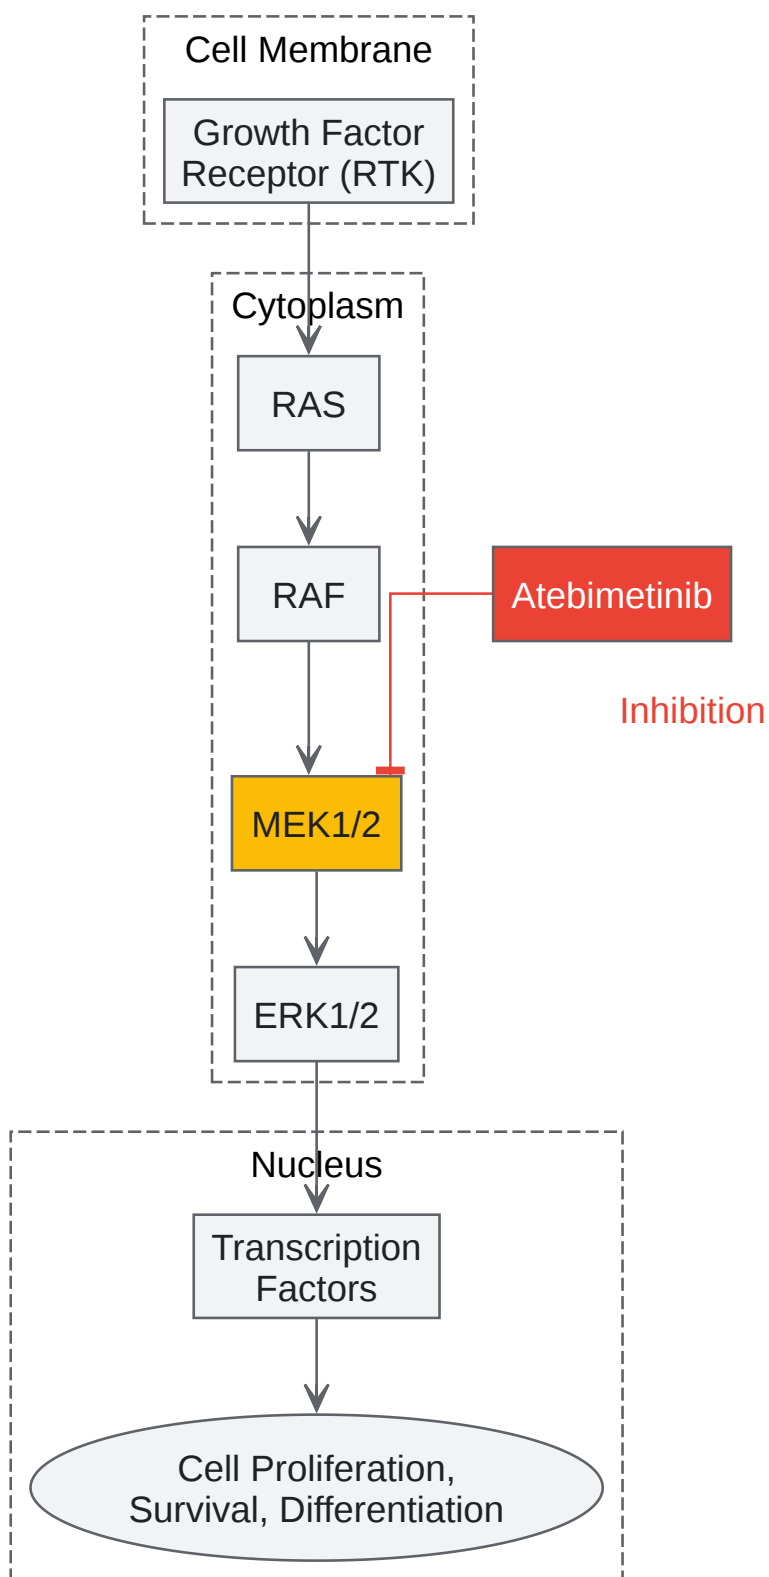 Cell Membrane
Growth Factor
Receptor (RTK)
Cytoplasm
RAS
RAF
Atebimetinib
Inhibition
MEK1/2
ERK1/2
Nucleus
Transcription
Factors
Cell Proliferation,
Survival, Differentiation